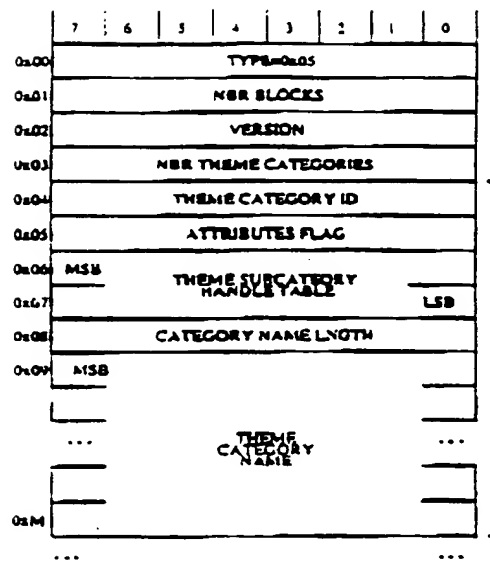 7 6 5 4 3 2 1 0
0x00 TYPE=0x05
0x01 NBR BLOCKS
0x02 VERSION
0x03 NBR THEME CATEGORIES
0x04 THEME CATEGORY ID
0x05 ATTRIBUTES FLAG
0x06 MSB
THEME SUBCATEGORY
HANDLE TABLE
0x07 LSB
0x08 CATEGORY NAME LNGTH
0x09 MSB
... ...
THEME
CATEGORY
NAME
0xM
... ...